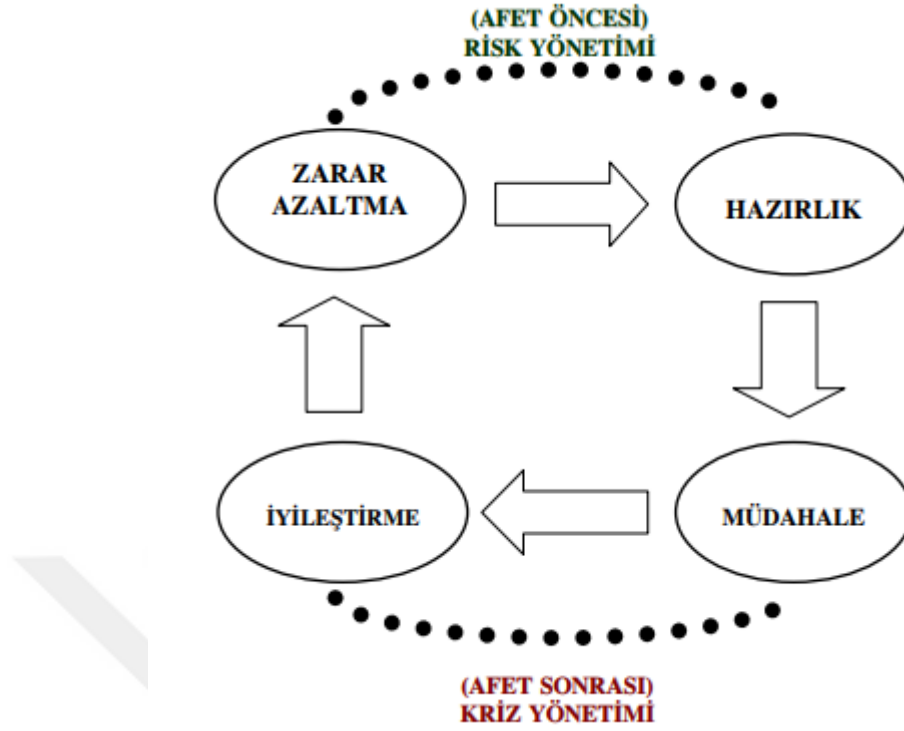 (AFET ÖNCESİ)
RİSK YÖNETİMİ
ZARAR
AZALTMA
HAZIRLIK
İYİLEŞTİRME
MÜDAHALE
(AFET SONRASI)
KRİZ YÖNETİMİ